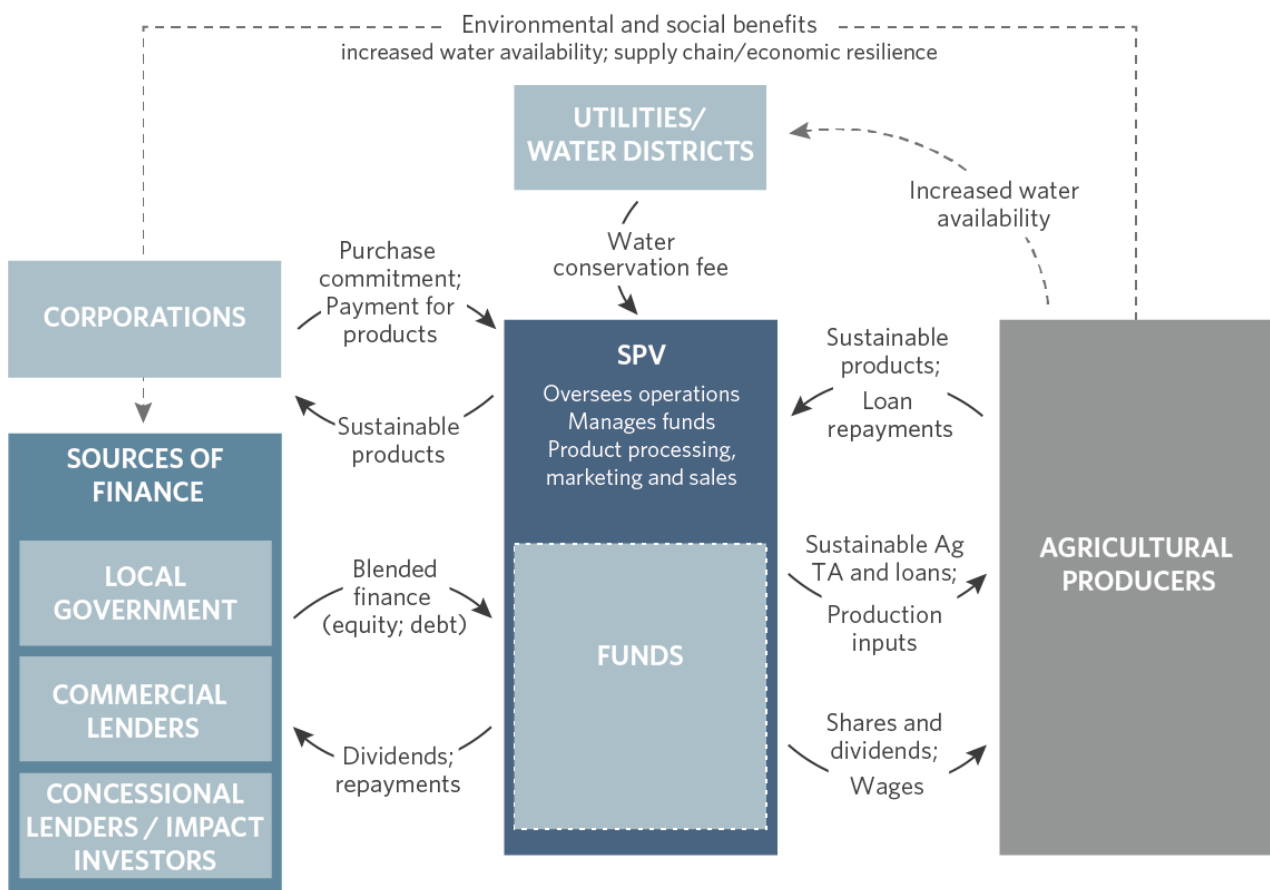 Environmental and social benefits
increased water availability; supply chain/economic resilience
UTILITIES/
WATER DISTRICTS
Increased water
availability
Water
conservation fee
Purchase
commitment;
Payment for
products
CORPORATIONS
Sustainable
products
SPV
Oversees operations
Manages funds
Product processing,
marketing and sales
Sustainable
products;
Loan
repayments
SOURCES OF
FINANCE
LOCAL
GOVERNMENT
COMMERCIAL
LENDERS
CONCESSIONAL
LENDERS / IMPACT
INVESTORS
Blended
finance
(equity; debt)
Dividends;
repayments
FUNDS
Sustainable Ag
TA and loans;
Production
inputs
Shares and
dividends;
Wages
AGRICULTURAL
PRODUCERS